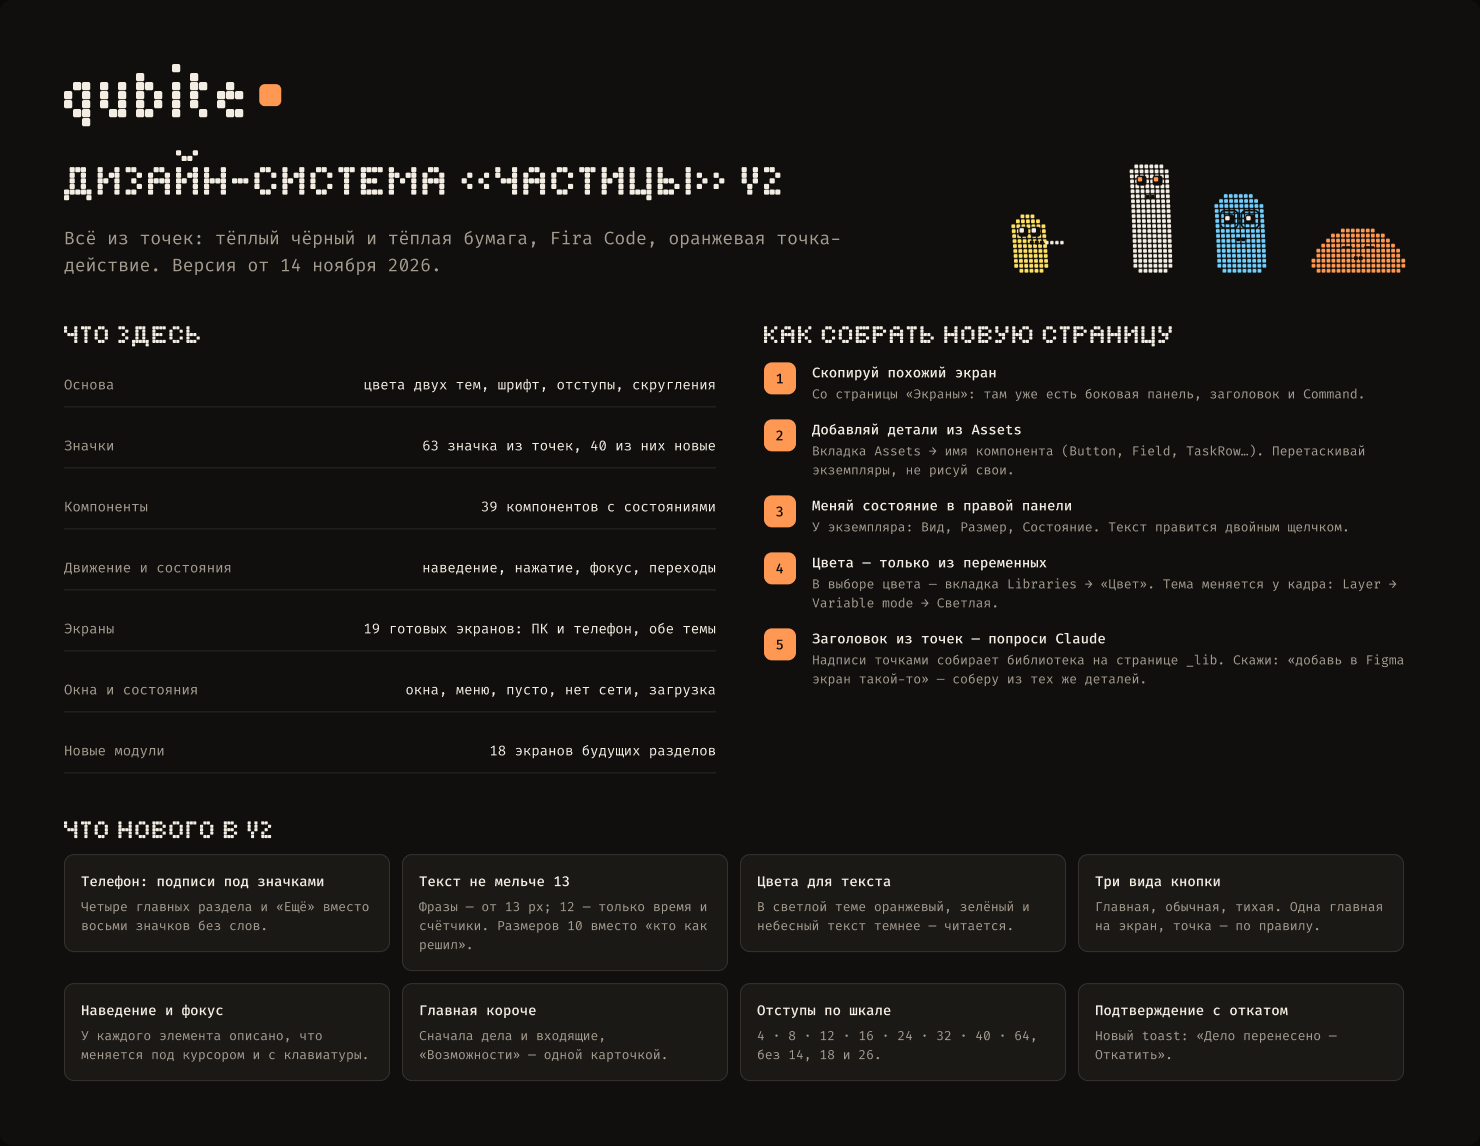 qubite
ДИЗАЙН-СИСТЕМА «ЧАСТИЦЫ» V2
Всё из точек: тёплый чёрный и тёплая бумага, Fira Code, оранжевая точка-
действие. Версия от 14 ноября 2026.
ЧТО ЗДЕСЬ
Основа цвета двух тем, шрифт, отступы, скругления
Значки 63 значка из точек, 40 из них новые
Компоненты 39 компонентов с состояниями
Движение и состояния наведение, нажатие, фокус, переходы
Экраны 19 готовых экранов: ПК и телефон, обе темы
Окна и состояния окна, меню, пусто, нет сети, загрузка
Новые модули 18 экранов будущих разделов
КАК СОБРАТЬ НОВУЮ СТРАНИЦУ
1 Скопируй похожий экран
Со страницы «Экраны»: там уже есть боковая панель, заголовок и Command.
2 Добавляй детали из Assets
Вкладка Assets → имя компонента (Button, Field, TaskRow…). Перетаскивай
экземпляры, не рисуй свои.
3 Меняй состояние в правой панели
У экземпляра: Вид, Размер, Состояние. Текст правится двойным щелчком.
4 Цвета — только из переменных
В выборе цвета — вкладка Libraries → «Цвет». Тема меняется у кадра: Layer →
Variable mode → Светлая.
5 Заголовок из точек — попроси Claude
Надписи точками собирает библиотека на странице _lib. Скажи: «добавь в Figma
экран такой-то» — соберу из тех же деталей.
ЧТО НОВОГО В V2
Телефон: подписи под значками
Четыре главных раздела и «Ещё» вместо
восьми значков без слов.
Текст не мельче 13
Фразы — от 13 px; 12 — только время и
счётчики. Размеров 10 вместо «кто как
решил».
Цвета для текста
В светлой теме оранжевый, зелёный и
небесный текст темнее — читается.
Три вида кнопки
Главная, обычная, тихая. Одна главная
на экран, точка — по правилу.
Наведение и фокус
У каждого элемента описано, что
меняется под курсором и с клавиатуры.
Главная короче
Сначала дела и входящие,
«Возможности» — одной карточкой.
Отступы по шкале
4 · 8 · 12 · 16 · 24 · 32 · 40 · 64,
без 14, 18 и 26.
Подтверждение с откатом
Новый toast: «Дело перенесено —
Откатить».